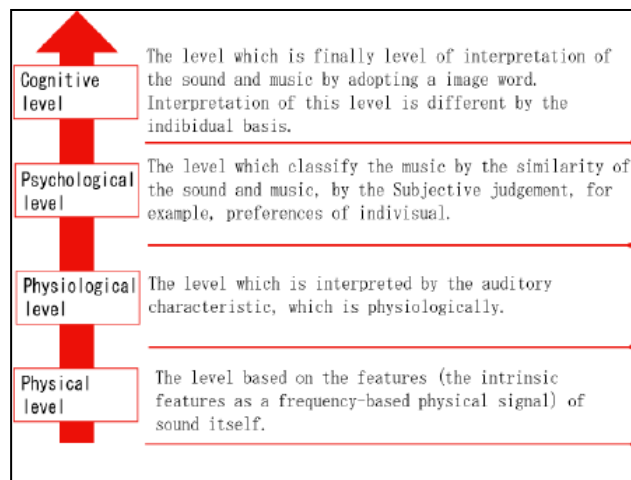 Cognitive
level
The level which is finally level of interpretation of
the sound and music by adopting a image word.
Interpretation of this level is different by the
indibidual basis.
Psychological
level
The level which classify the music by the similarity of
the sound and music, by the Subjective judgement, for
example, preferences of indivisual.
Physiological
level
The level which is interpreted by the auditory
characteristic, which is physiologically.
Physical
level
The level based on the features (the intrinsic
features as a frequency-based physical signal) of
sound itself.